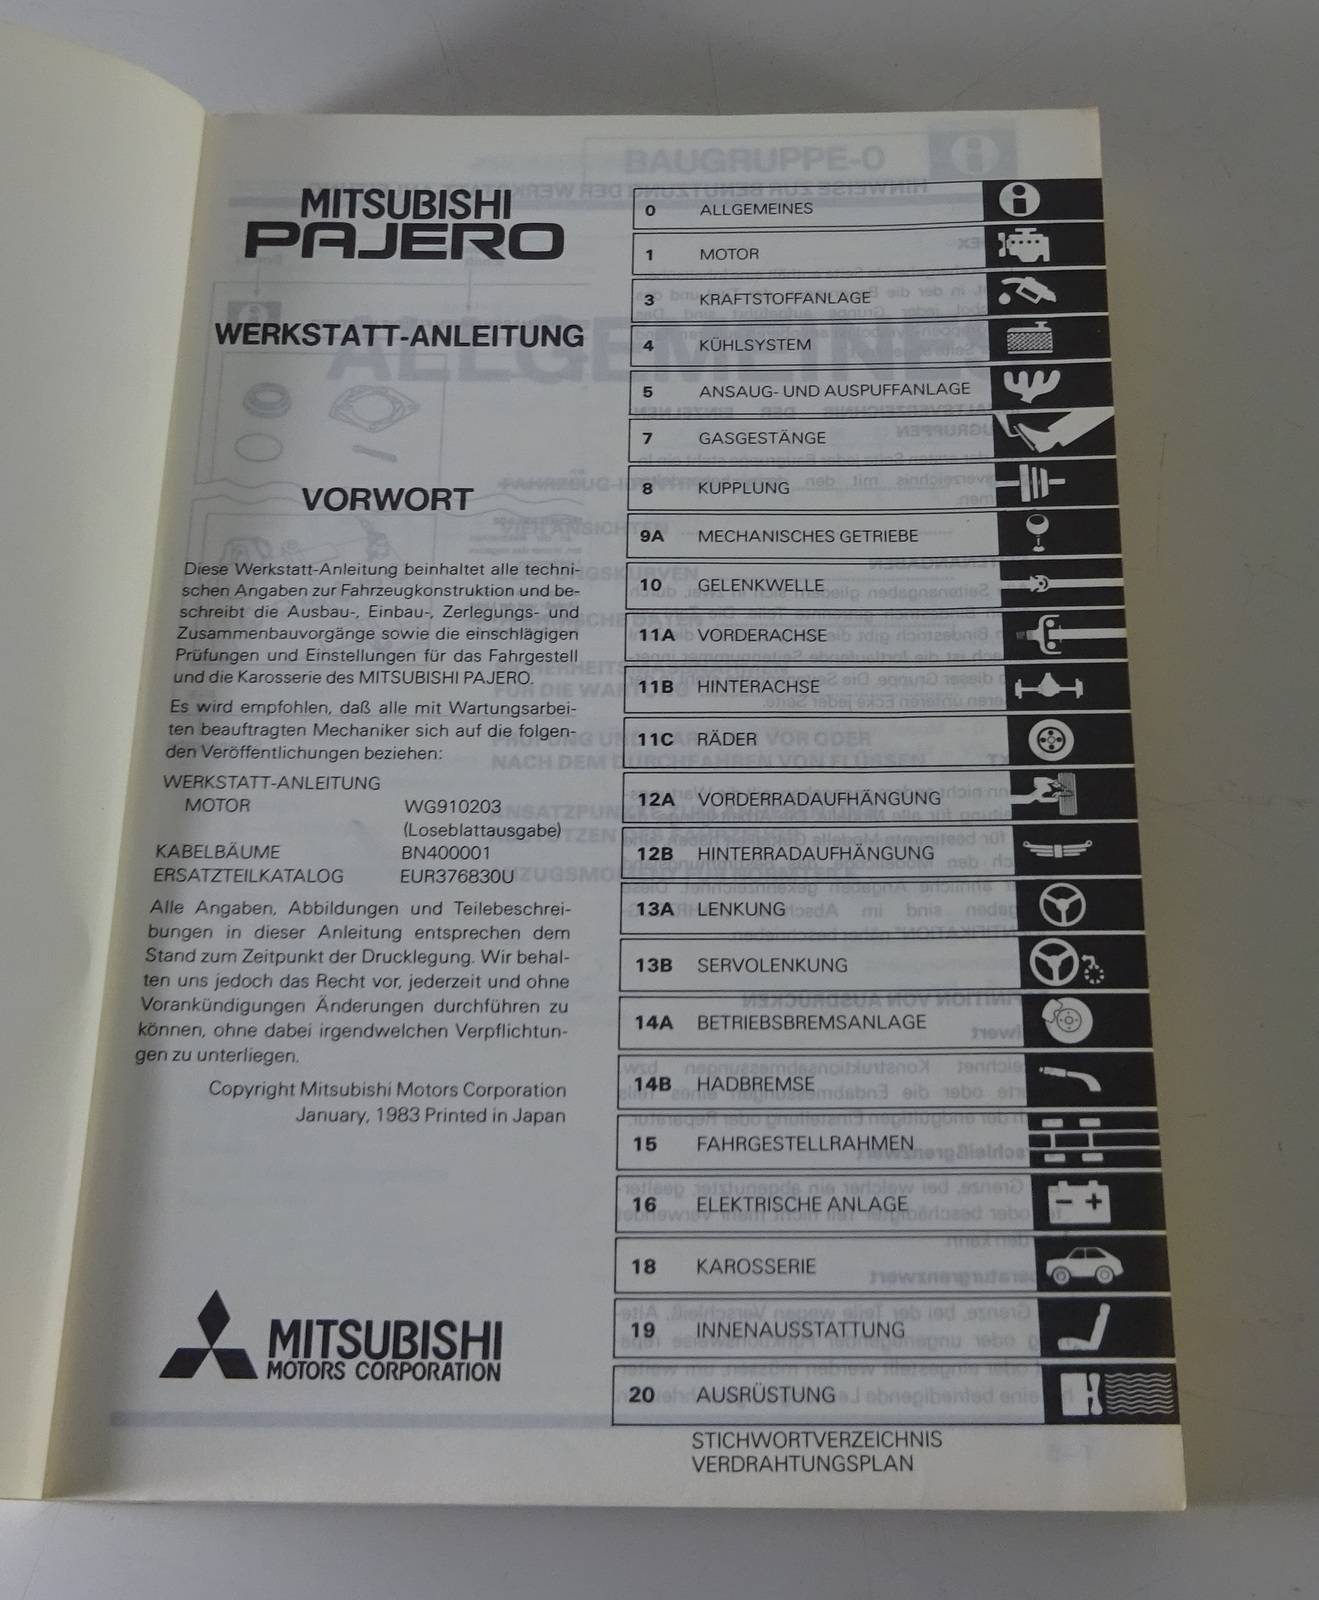 MITSUBISHI
PAJERO
WERKSTATT-ANLEITUNG
VORWORT
Diese Werkstatt-Anleitung beinhaltet alle techni-
schen Angaben zur Fahrzeugkonstruktion und be-
schreibt die Ausbau-, Einbau-, Zerlegungs- und
Zusammenbauvorgänge sowie die einschlägigen
Prüfungen und Einstellungen für das Fahrgestell
und die Karosserie des MITSUBISHI PAJERO.
Es wird empfohlen, daß alle mit Wartungsarbei-
ten beauftragten Mechaniker sich auf die folgen-
den Veröffentlichungen beziehen:
WERKSTATT-ANLEITUNG
MOTOR WG910203
(Loseblattausgabe)
KABELBÄUME BN400001
ERSATZTEILKATALOG EUR376830U
Alle Angaben, Abbildungen und Teilebeschrei-
bungen in dieser Anleitung entsprechen dem
Stand zum Zeitpunkt der Drucklegung. Wir behal-
ten uns jedoch das Recht vor, jederzeit und ohne
Vorankündigungen Änderungen durchführen zu
können, ohne dabei irgendwelchen Verpflichtun-
gen zu unterliegen.
Copyright Mitsubishi Motors Corporation
January, 1983 Printed in Japan
MITSUBISHI
MOTORS CORPORATION
0 ALLGEMEINES
1 MOTOR
3 KRAFTSTOFFANLAGE
4 KÜHLSYSTEM
5 ANSAUG- UND AUSPUFFANLAGE
7 GASGESTÄNGE
8 KUPPLUNG
9A MECHANISCHES GETRIEBE
10 GELENKWELLE
11A VORDERACHSE
11B HINTERACHSE
11C RÄDER
12A VORDERRADAUFHÄNGUNG
12B HINTERRADAUFHÄNGUNG
13A LENKUNG
13B SERVOLENKUNG
14A BETRIEBSBREMSANLAGE
14B HADBREMSE
15 FAHRGESTELLRAHMEN
16 ELEKTRISCHE ANLAGE
18 KAROSSERIE
19 INNENAUSSTATTUNG
20 AUSRÜSTUNG
STICHWORTVERZEICHNIS
VERDRAHTUNGSPLAN